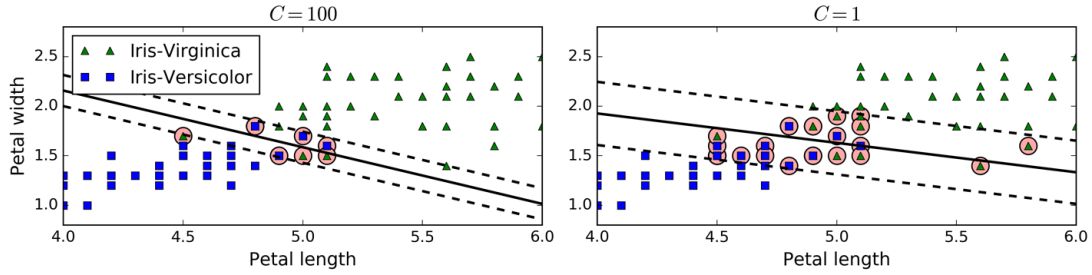 C = 100
Petal width
2.5
2.0
1.5
1.0
Iris-Virginica
Iris-Versicolor
4.0 4.5 5.0 5.5 6.0
Petal length
C = 1
2.5
2.0
1.5
1.0
4.0 4.5 5.0 5.5 6.0
Petal length